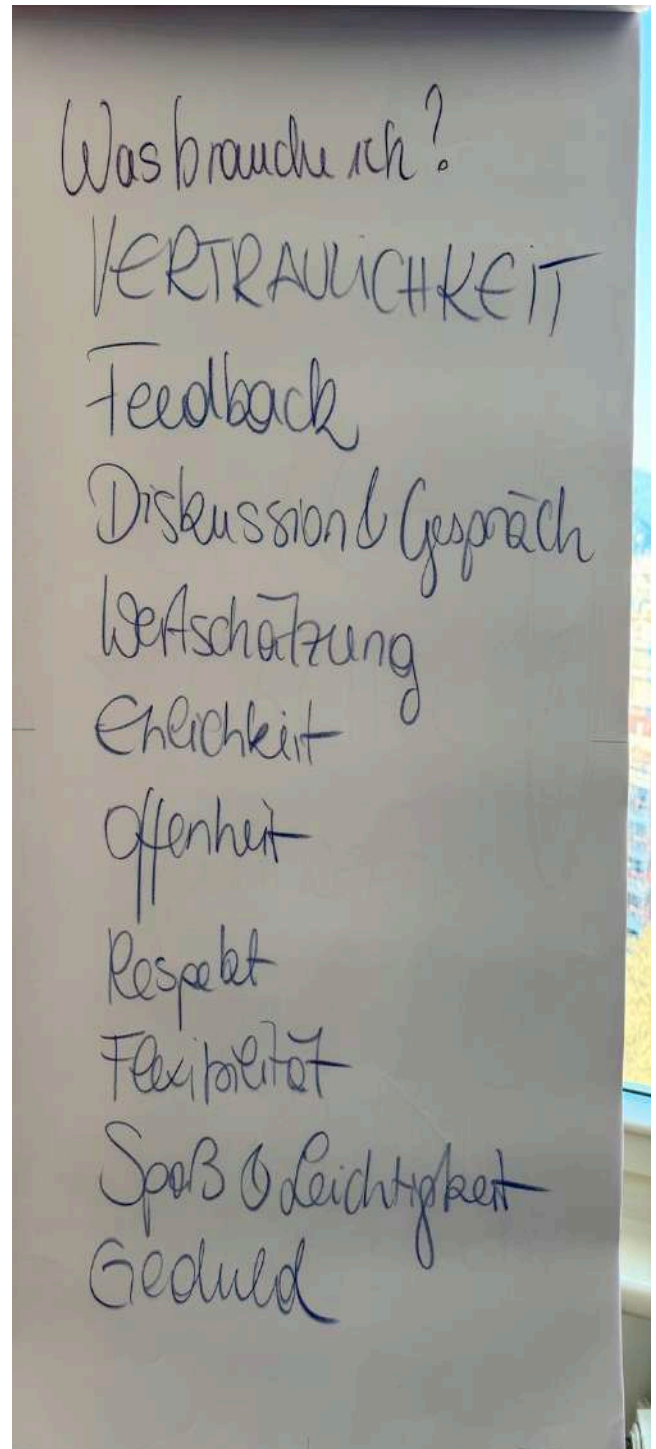 Was brauche ich?
VERTRAULICHKEIT
Feedback
Diskussion & Gespräch
Wertschätzung
Ehrlichkeit
Offenheit
Respekt
Flexibilität
Spaß & Leichtigkeit
Geduld